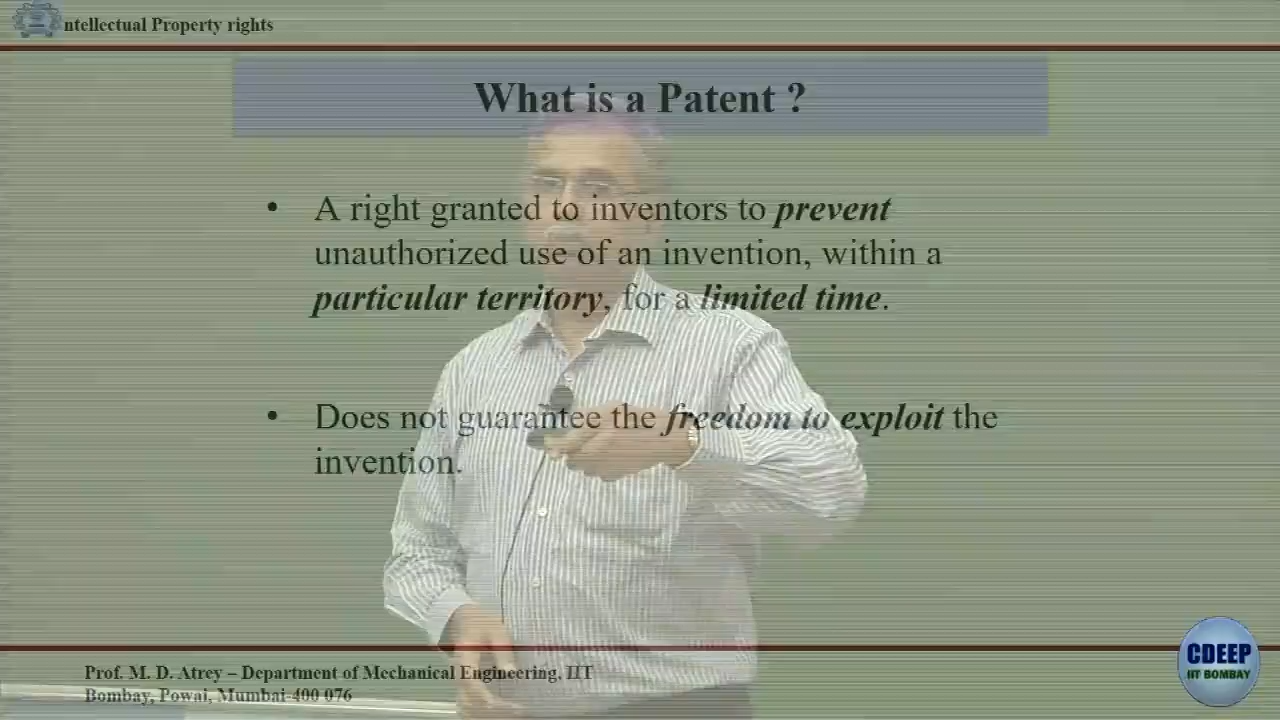 ntellectual Property rights
What is a Patent ?
• A right granted to inventors to prevent
unauthorized use of an invention, within a
particular territory, for a limited time.
• Does not guarantee the freedom to exploit the
invention.
Prof. M. D. Atrey – Department of Mechanical Engineering, IIT
Bombay, Powai, Mumbai-400 076
CDEEP
IIT BOMBAY